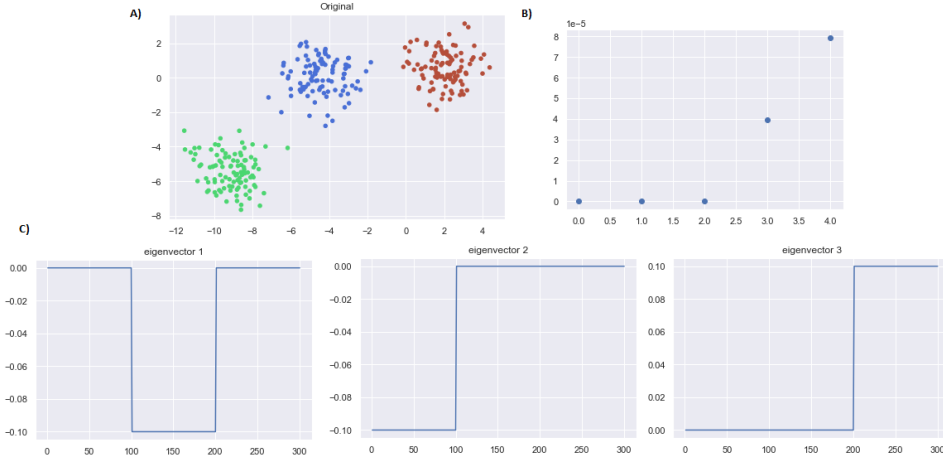 A)
Original
2
0
−2
−4
−6
−8
−12 −10 −8 −6 −4 −2 0 2 4
B)
1e−5
8
7
6
5
4
3
2
1
0
0.0 0.5 1.0 1.5 2.0 2.5 3.0 3.5 4.0
C)
eigenvector 1
0.00
−0.02
−0.04
−0.06
−0.08
−0.10
0 50 100 150 200 250 300
eigenvector 2
0.00
−0.02
−0.04
−0.06
−0.08
−0.10
0 50 100 150 200 250 300
eigenvector 3
0.10
0.08
0.06
0.04
0.02
0.00
0 50 100 150 200 250 300